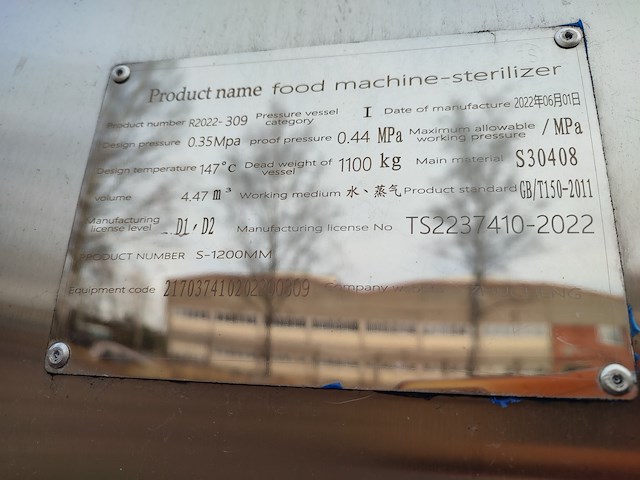 Product name food machine-sterilizer
Product number R2022-309 Pressure vessel category I Date of manufacture 2022年06月01日
Design pressure 0.35Mpa proof pressure 0.44 MPa Maximum allowable working pressure / MPa
Design temperature 147℃ Dead weight of vessel 1100 kg Main material S30408
volume 4.47 m³ Working medium 水、蒸气 Product standard GB/T150-2011
Manufacturing license level D1,D2 Manufacturing license No TS2237410-2022
PRODUCT NUMBER S-1200MM
Equipment code Company